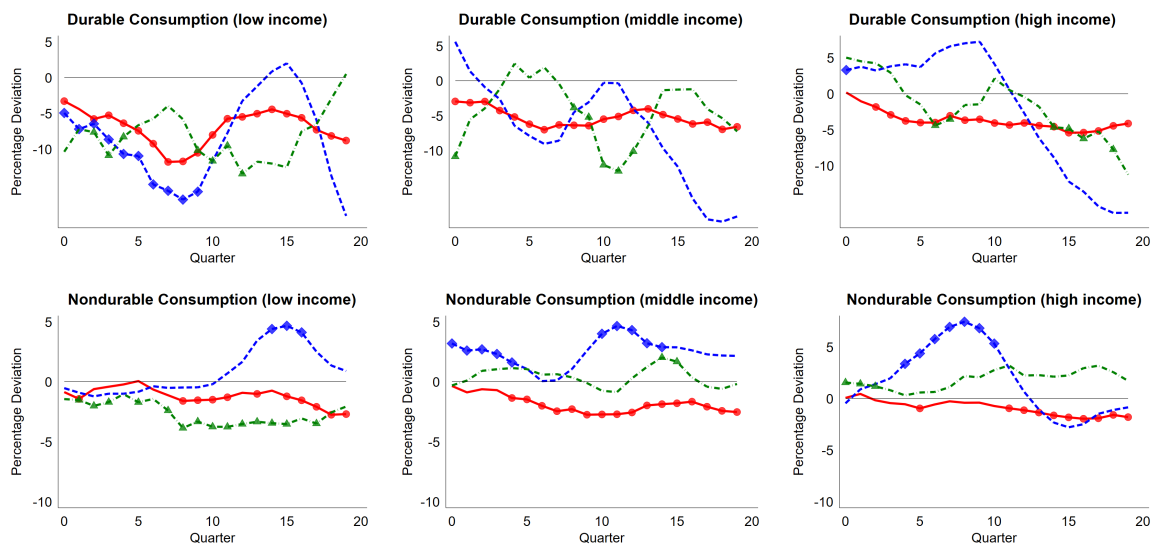 Durable Consumption (low income)
Percentage Deviation
5
0
-5
-10
0 5 10 15 20
Quarter
Durable Consumption (middle income)
Percentage Deviation
5
0
-5
-10
0 5 10 15 20
Quarter
Durable Consumption (high income)
Percentage Deviation
5
0
-5
-10
0 5 10 15 20
Quarter
Nondurable Consumption (low income)
Percentage Deviation
5
0
-5
-10
0 5 10 15 20
Quarter
Nondurable Consumption (middle income)
Percentage Deviation
5
0
-5
-10
0 5 10 15 20
Quarter
Nondurable Consumption (high income)
Percentage Deviation
5
0
-5
-10
0 5 10 15 20
Quarter